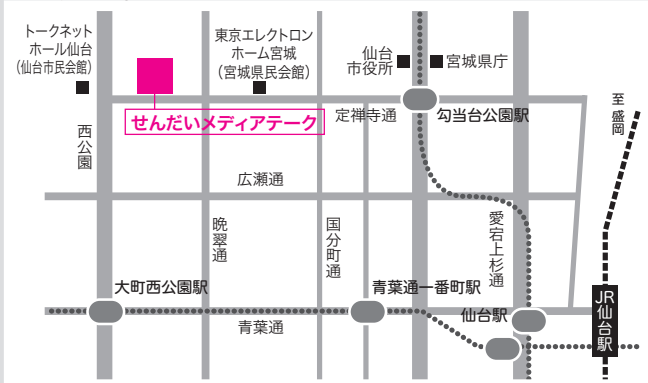 トークネット
ホール仙台
(仙台市民会館)
東京エレクトロン
ホーム宮城
(宮城県民会館)
仙台
市役所
宮城県庁
至 盛岡
せんだいメディアテーク
定禅寺通
勾当台公園駅
西公園
広瀬通
晩翠通
国分町通
愛宕上杉通
大町西公園駅
青葉通一番町駅
仙台駅
JR仙台駅
青葉通